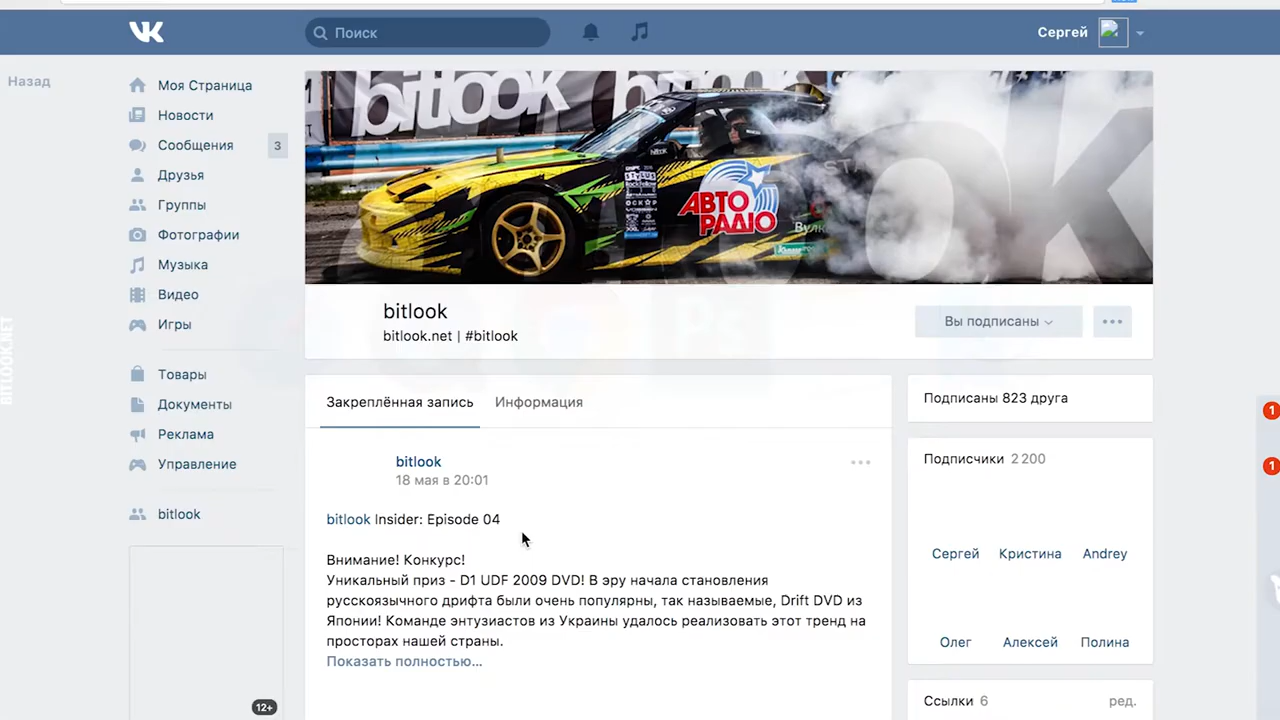 Поиск
Сергей
Назад
Моя Страница
Новости
Сообщения 3
Друзья
Группы
Фотографии
Музыка
Видео
Игры
Товары
Документы
Реклама
Управление
bitlook
12+
BITLOOK.NET
bitlook
АВТО
РАДІО
bitlook
bitlook.net | #bitlook
Вы подписаны
Закреплённая запись Информация
bitlook
18 мая в 20:01
bitlook Insider: Episode 04
Внимание! Конкурс!
Уникальный приз - D1 UDF 2009 DVD! В эру начала становления
русскоязычного дрифта были очень популярны, так называемые, Drift DVD из
Японии! Команде энтузиастов из Украины удалось реализовать этот тренд на
просторах нашей страны.
Показать полностью...
Подписаны 823 друга
Подписчики 2 200
Сергей Кристина Andrey
Олег Алексей Полина
Ссылки 6 ред.
1
1